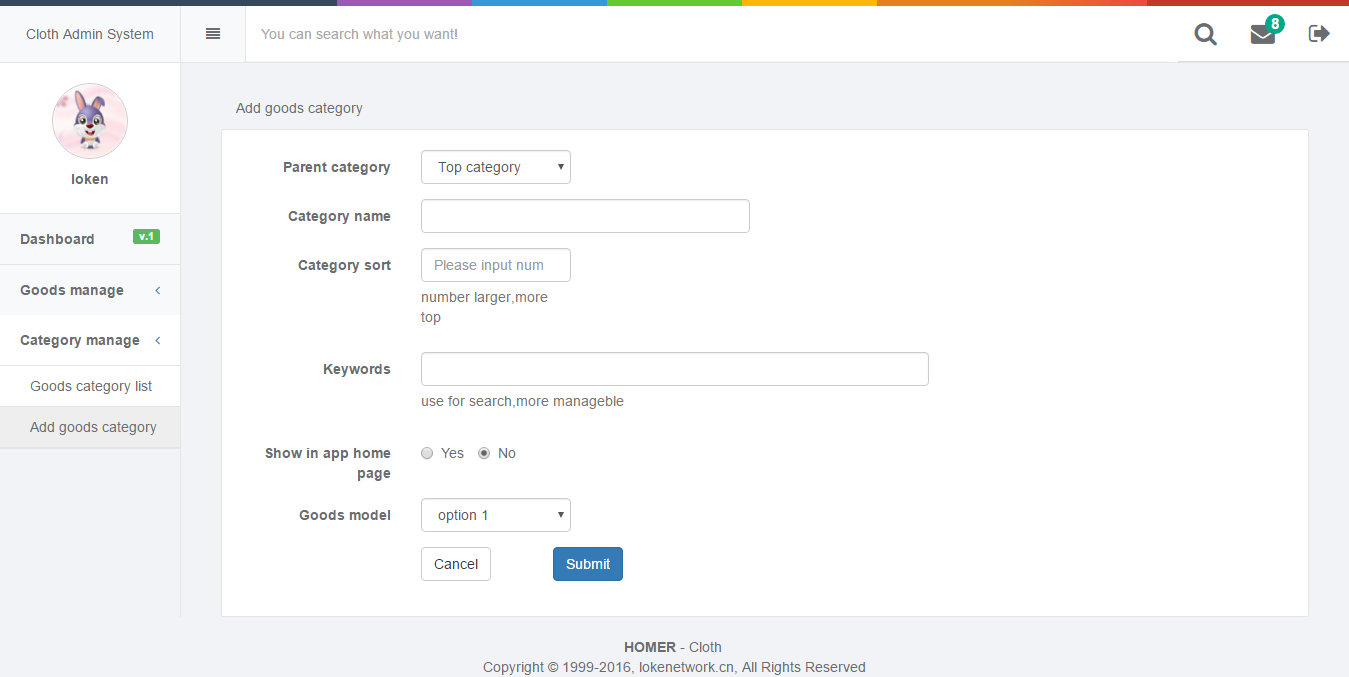 Cloth Admin System
You can search what you want!
8
loken
Dashboard
v.1
Goods manage
Category manage
Goods category list
Add goods category
Add goods category
Parent category
Top category
Category name
Category sort
Please input num
number larger,more
top
Keywords
use for search,more manageble
Show in app home
page
Yes
No
Goods model
option 1
Cancel
Submit
HOMER - Cloth
Copyright © 1999-2016, lokenetwork.cn, All Rights Reserved